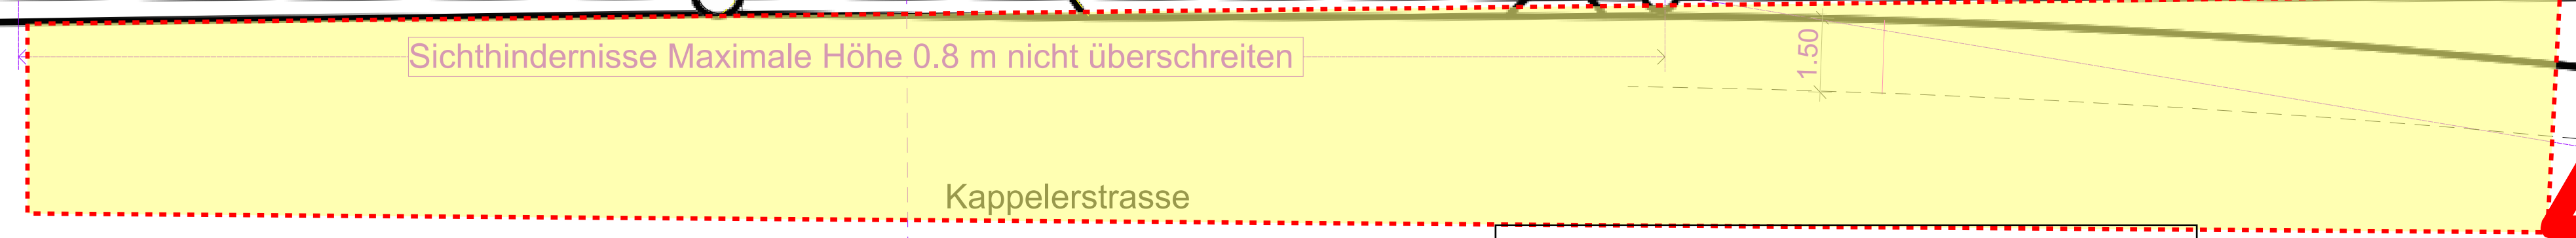 Sichthindernisse Maximale Höhe 0.8 m nicht überschreiten
1.50
Kappelerstrasse